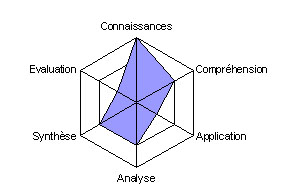 Connaissances
Evaluation
Compréhension
Synthèse
Application
Analyse